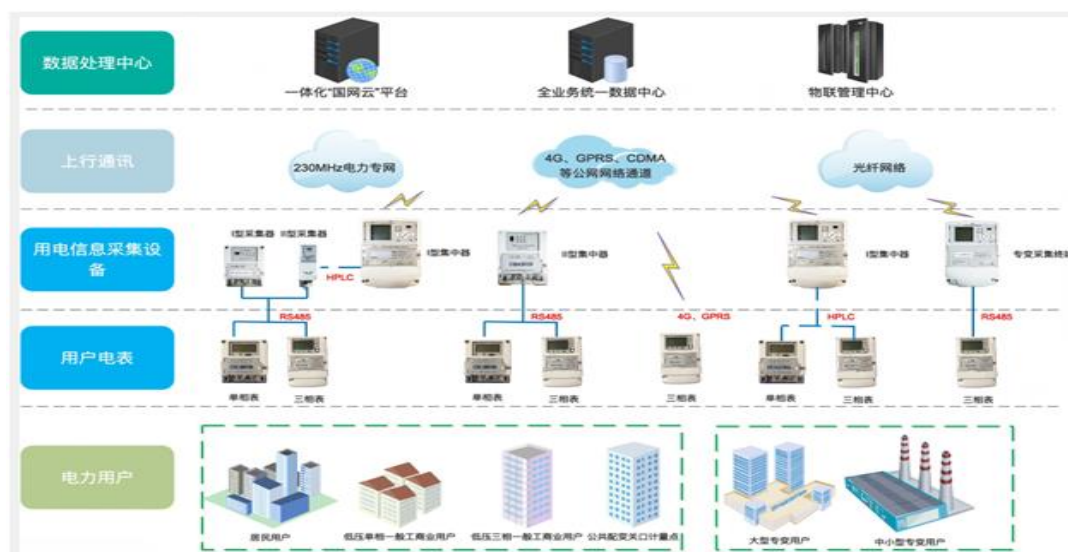 数据处理中心
一体化“国网云”平台
全业务统一数据中心
物联管理中心
上行通讯
230MHz电力专网
4G、GPRS、CDMA
等公网网络通道
光纤网络
用电信息采集设
备
I型采集器
II型采集器
I型集中器
II型集中器
I型集中器
专变采集终端
HPLC
RS485
RS485
4G、GPRS
HPLC
RS485
用户电表
单相表
三相表
单相表
三相表
三相表
单相表
三相表
三相表
电力用户
居民用户
低压单相一般工商业用户
低压三相一般工商业用户
公共配变关口计量点
大型专变用户
中小型专变用户